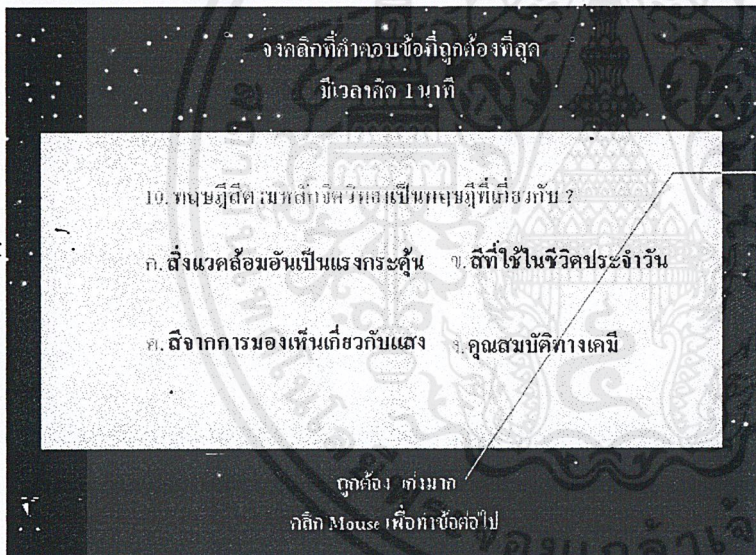 จงคลิกที่คำตอบข้อที่ถูกต้องที่สุด
มีเวลาคิด 1 นาที
10. ทฤษฎีสีตามหลักจิตวิทยาเป็นทฤษฎีที่เกี่ยวกับ ?
ก. สิ่งแวดล้อมอันเป็นแรงกระตุ้น ข. สีที่ใช้ในชีวิตประจำวัน
ค. สีจากการมองเห็นเกี่ยวกับแสง ง. คุณสมบัติทางเคมี
ถูกต้อง เก่งมาก
คลิก Mouse เพื่อทำข้อต่อไป